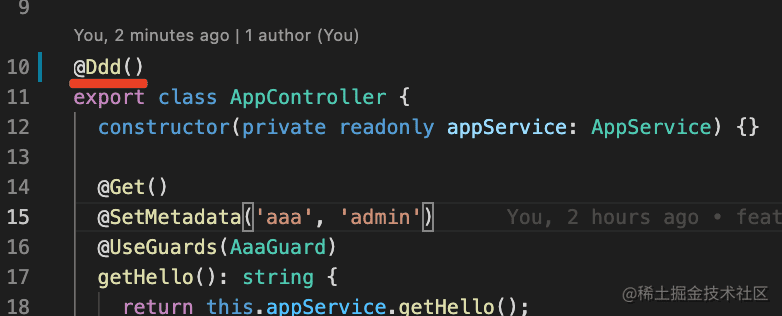 9
You, 2 minutes ago | 1 author (You)
10 @Ddd()
11 export class AppController {
12 constructor(private readonly appService: AppService) {}
13
14 @Get()
15 @SetMetadata('aaa', 'admin') You, 2 hours ago • feat
16 @UseGuards(AaaGuard)
17 getHello(): string {
18 return this.appService.getHello();
@稀土掘金技术社区